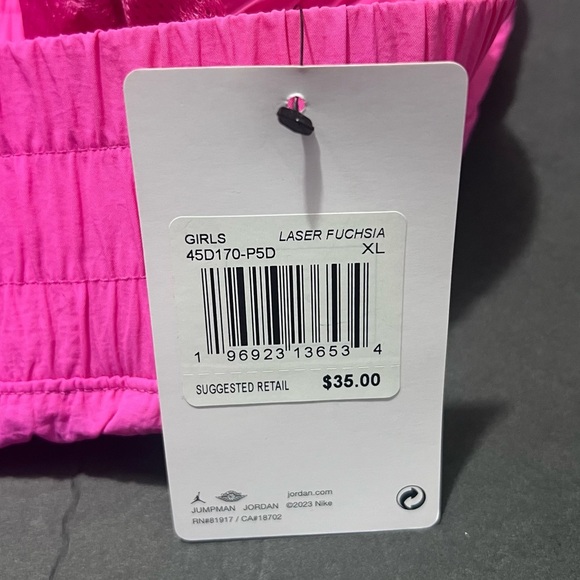 GIRLS LASER FUCHSIA
45D170-P5D XL
1 96923 13653 4
SUGGESTED RETAIL $35.00
jordan.com
JUMPMAN JORDAN ©2023 Nike
RN#81917 / CA#18702